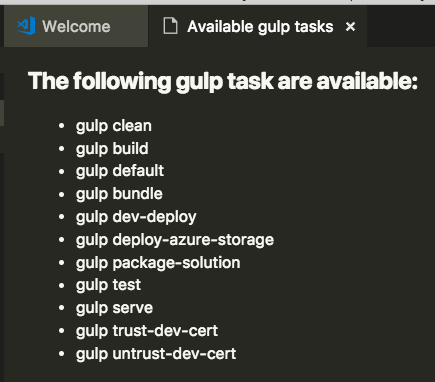 Welcome
Available gulp tasks ×
The following gulp task are available:
• gulp clean
• gulp build
• gulp default
• gulp bundle
• gulp dev-deploy
• gulp deploy-azure-storage
• gulp package-solution
• gulp test
• gulp serve
• gulp trust-dev-cert
• gulp untrust-dev-cert